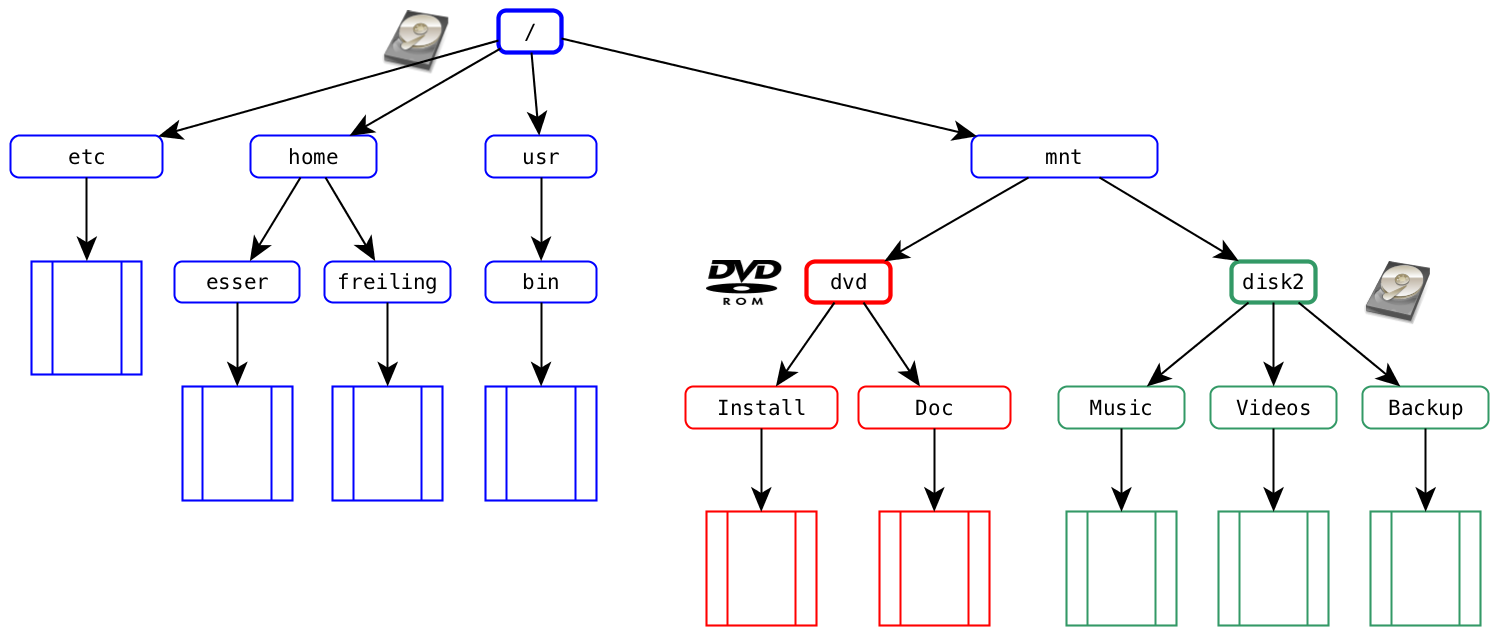 /
etc
home
usr
mnt
esser
freiling
bin
DVD
ROM
dvd
disk2
Install
Doc
Music
Videos
Backup